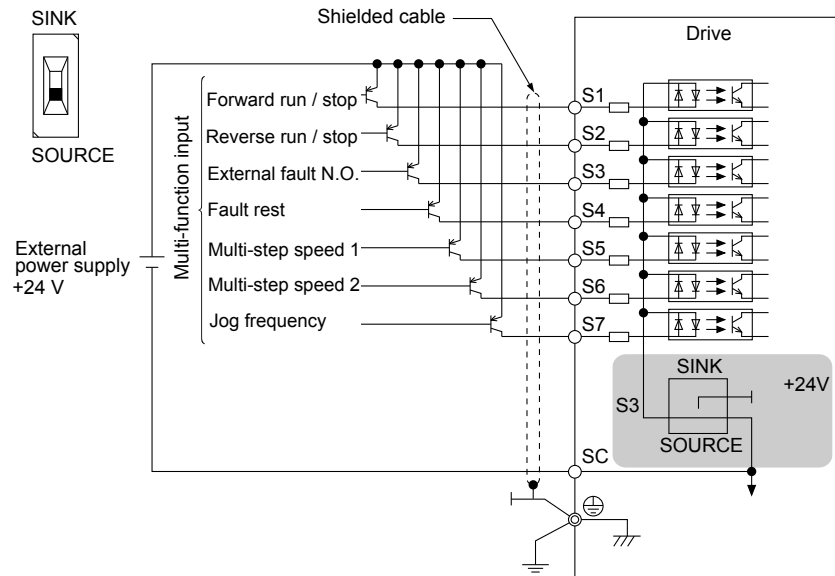 SINK
SOURCE
Shielded cable
Drive
Multi-function input
Forward run / stop
Reverse run / stop
External fault N.O.
Fault rest
Multi-step speed 1
Multi-step speed 2
Jog frequency
External
power supply
+24 V
S1
S2
S3
S4
S5
S6
S7
SINK
+24V
S3
SOURCE
SC